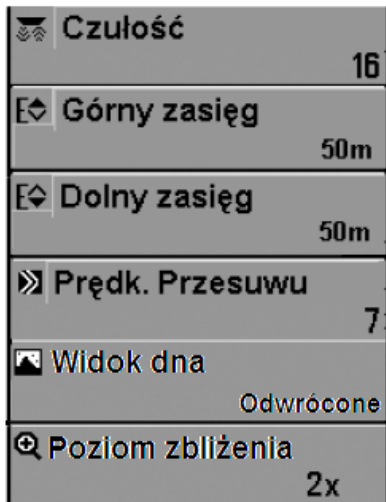 Czułość
16
Górny zasięg
50m
Dolny zasięg
50m
Prędk. Przesuwu
7
Widok dna
Odwrócone
Poziom zbliżenia
2x